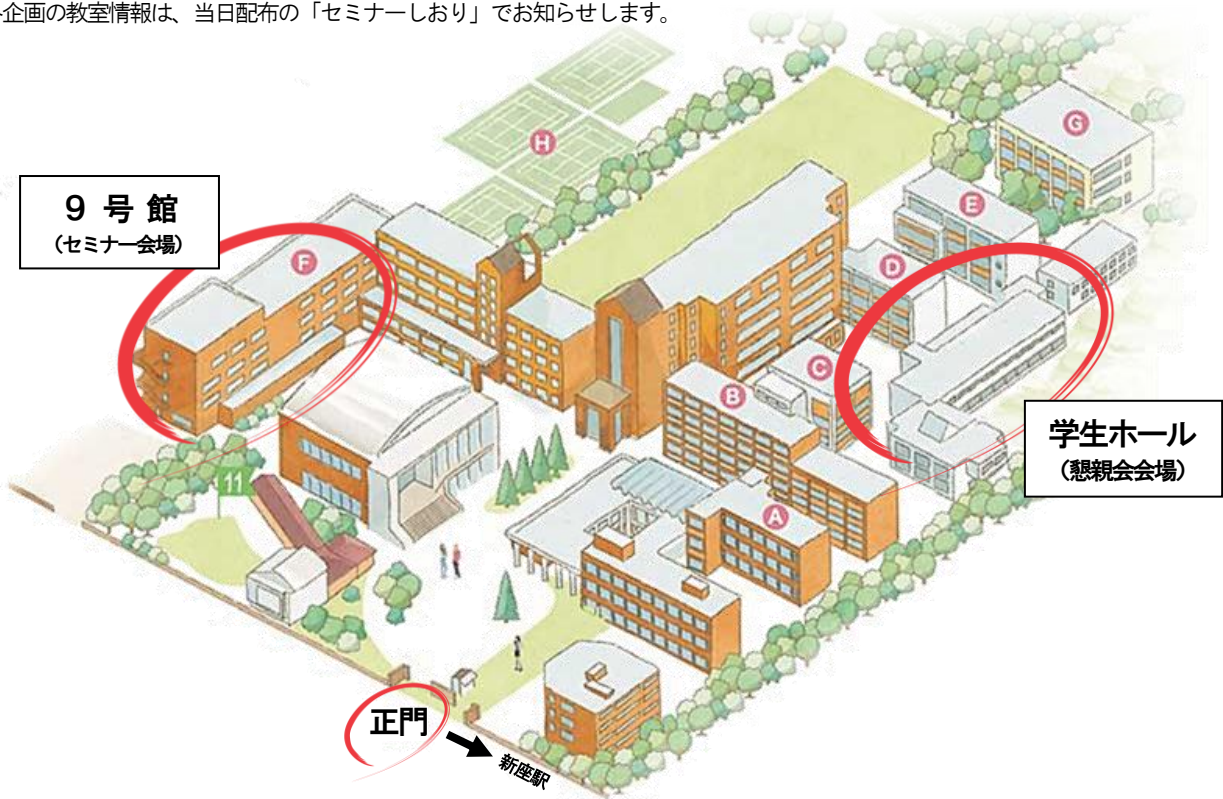 企画の教室情報は、当日配布の「セミナーしおり」でお知らせします。
H
G
9 号 館
(セミナー会場)
E
F
D
C
B
学生ホール
(懇親会会場)
11
A
正門
新座駅